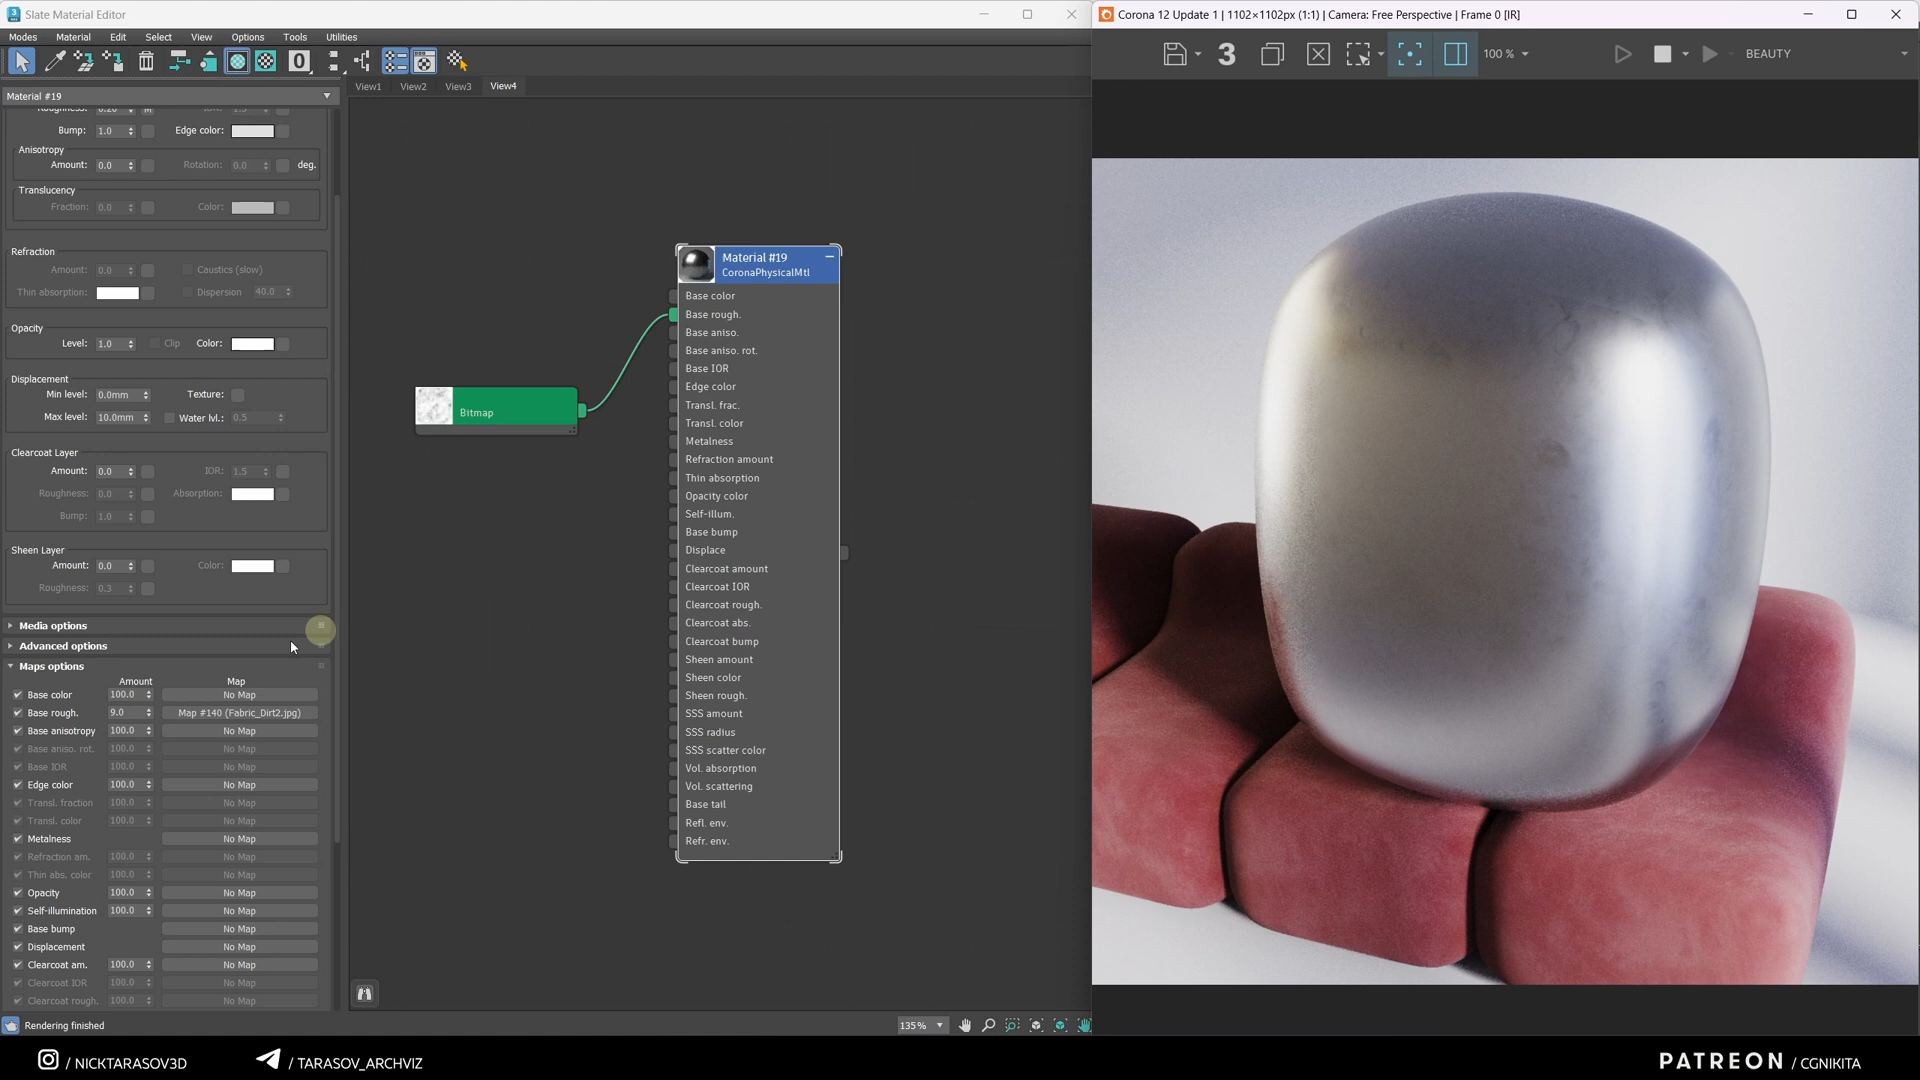 Slate Material Editor
Modes Material Edit Select View Options Tools Utilities
View1 View2 View3 View4
Material #19
Roughness: 0.20 M IOR: 1.5
Bump: 1.0 Edge color:
Anisotropy
Amount: 0.0 Rotation: 0.0 deg.
Translucency
Fraction: 0.0 Color:
Refraction
Amount: 0.0 Caustics (slow)
Thin absorption: Dispersion 40.0
Opacity
Level: 1.0 Clip Color:
Displacement
Min level: 0.0mm Texture:
Max level: 10.0mm Water lvl.: 0.5
Clearcoat Layer
Amount: 0.0 IOR: 1.5
Roughness: 0.0 Absorption:
Bump: 1.0
Sheen Layer
Amount: 0.0 Color:
Roughness: 0.3
Media options
Advanced options
Maps options
Amount Map
Base color 100.0 No Map
Base rough. 9.0 Map #140 (Fabric_Dirt2.jpg)
Base anisotropy 100.0 No Map
Base aniso. rot. 100.0 No Map
Base IOR 100.0 No Map
Edge color 100.0 No Map
Transl. fraction 100.0 No Map
Transl. color 100.0 No Map
Metalness No Map
Refraction am. 100.0 No Map
Thin abs. color 100.0 No Map
Opacity 100.0 No Map
Self-illumination 100.0 No Map
Base bump No Map
Displacement No Map
Clearcoat am. 100.0 No Map
Clearcoat IOR 100.0 No Map
Clearcoat rough. 100.0 No Map
Rendering finished
Bitmap
Material #19
CoronaPhysicalMtl
Base color
Base rough.
Base aniso.
Base aniso. rot.
Base IOR
Edge color
Transl. frac.
Transl. color
Metalness
Refraction amount
Thin absorption
Opacity color
Self-illum.
Base bump
Displace
Clearcoat amount
Clearcoat IOR
Clearcoat rough.
Clearcoat abs.
Clearcoat bump
Sheen amount
Sheen color
Sheen rough.
SSS amount
SSS radius
SSS scatter color
Vol. absorption
Vol. scattering
Base tail
Refl. env.
Refr. env.
135%
Corona 12 Update 1 | 1102×1102px (1:1) | Camera: Free Perspective | Frame 0 [IR]
3 100 % BEAUTY
/ NICKTARASOV3D
/ TARASOV_ARCHVIZ
PATREON / CGNIKITA